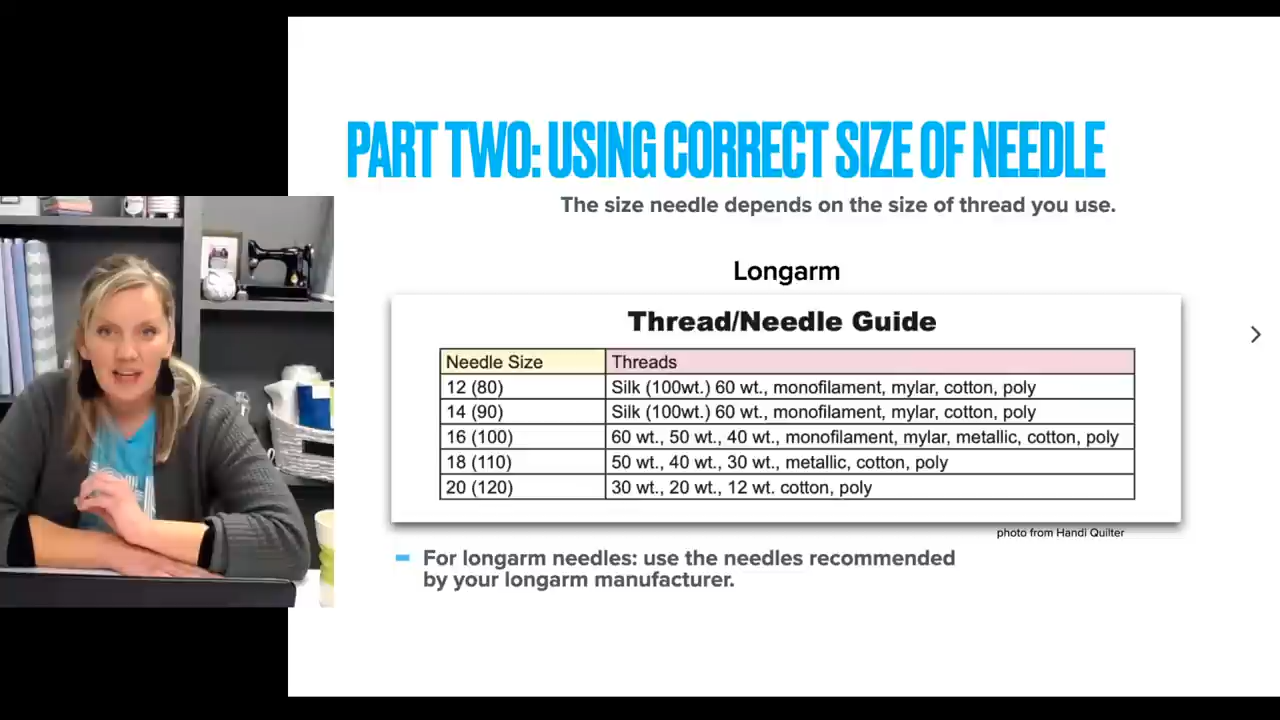 PART TWO: USING CORRECT SIZE OF NEEDLE
The size needle depends on the size of thread you use.
Longarm
Thread/Needle Guide
Needle Size Threads
12 (80) Silk (100wt.) 60 wt., monofilament, mylar, cotton, poly
14 (90) Silk (100wt.) 60 wt., monofilament, mylar, cotton, poly
16 (100) 60 wt., 50 wt., 40 wt., monofilament, mylar, metallic, cotton, poly
18 (110) 50 wt., 40 wt., 30 wt., metallic, cotton, poly
20 (120) 30 wt., 20 wt., 12 wt. cotton, poly
photo from Handi Quilter
For longarm needles: use the needles recommended
by your longarm manufacturer.